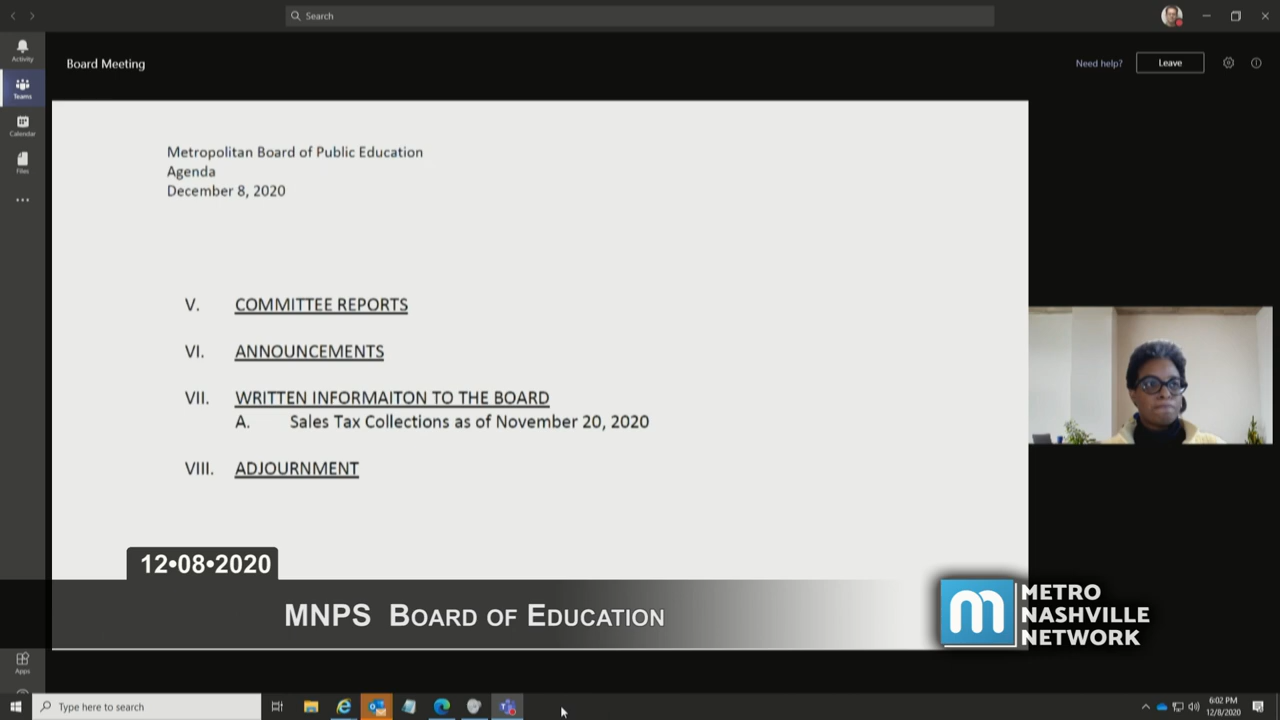 Search
Activity
Teams
Calendar
Files
Apps
Board Meeting
Need help?
Leave
Metropolitan Board of Public Education
Agenda
December 8, 2020
V. COMMITTEE REPORTS
VI. ANNOUNCEMENTS
VII. WRITTEN INFORMAITON TO THE BOARD
A. Sales Tax Collections as of November 20, 2020
VIII. ADJOURNMENT
12•08•2020
MNPS BOARD OF EDUCATION
m
METRO
NASHVILLE
NETWORK
Type here to search
6:02 PM
12/8/2020